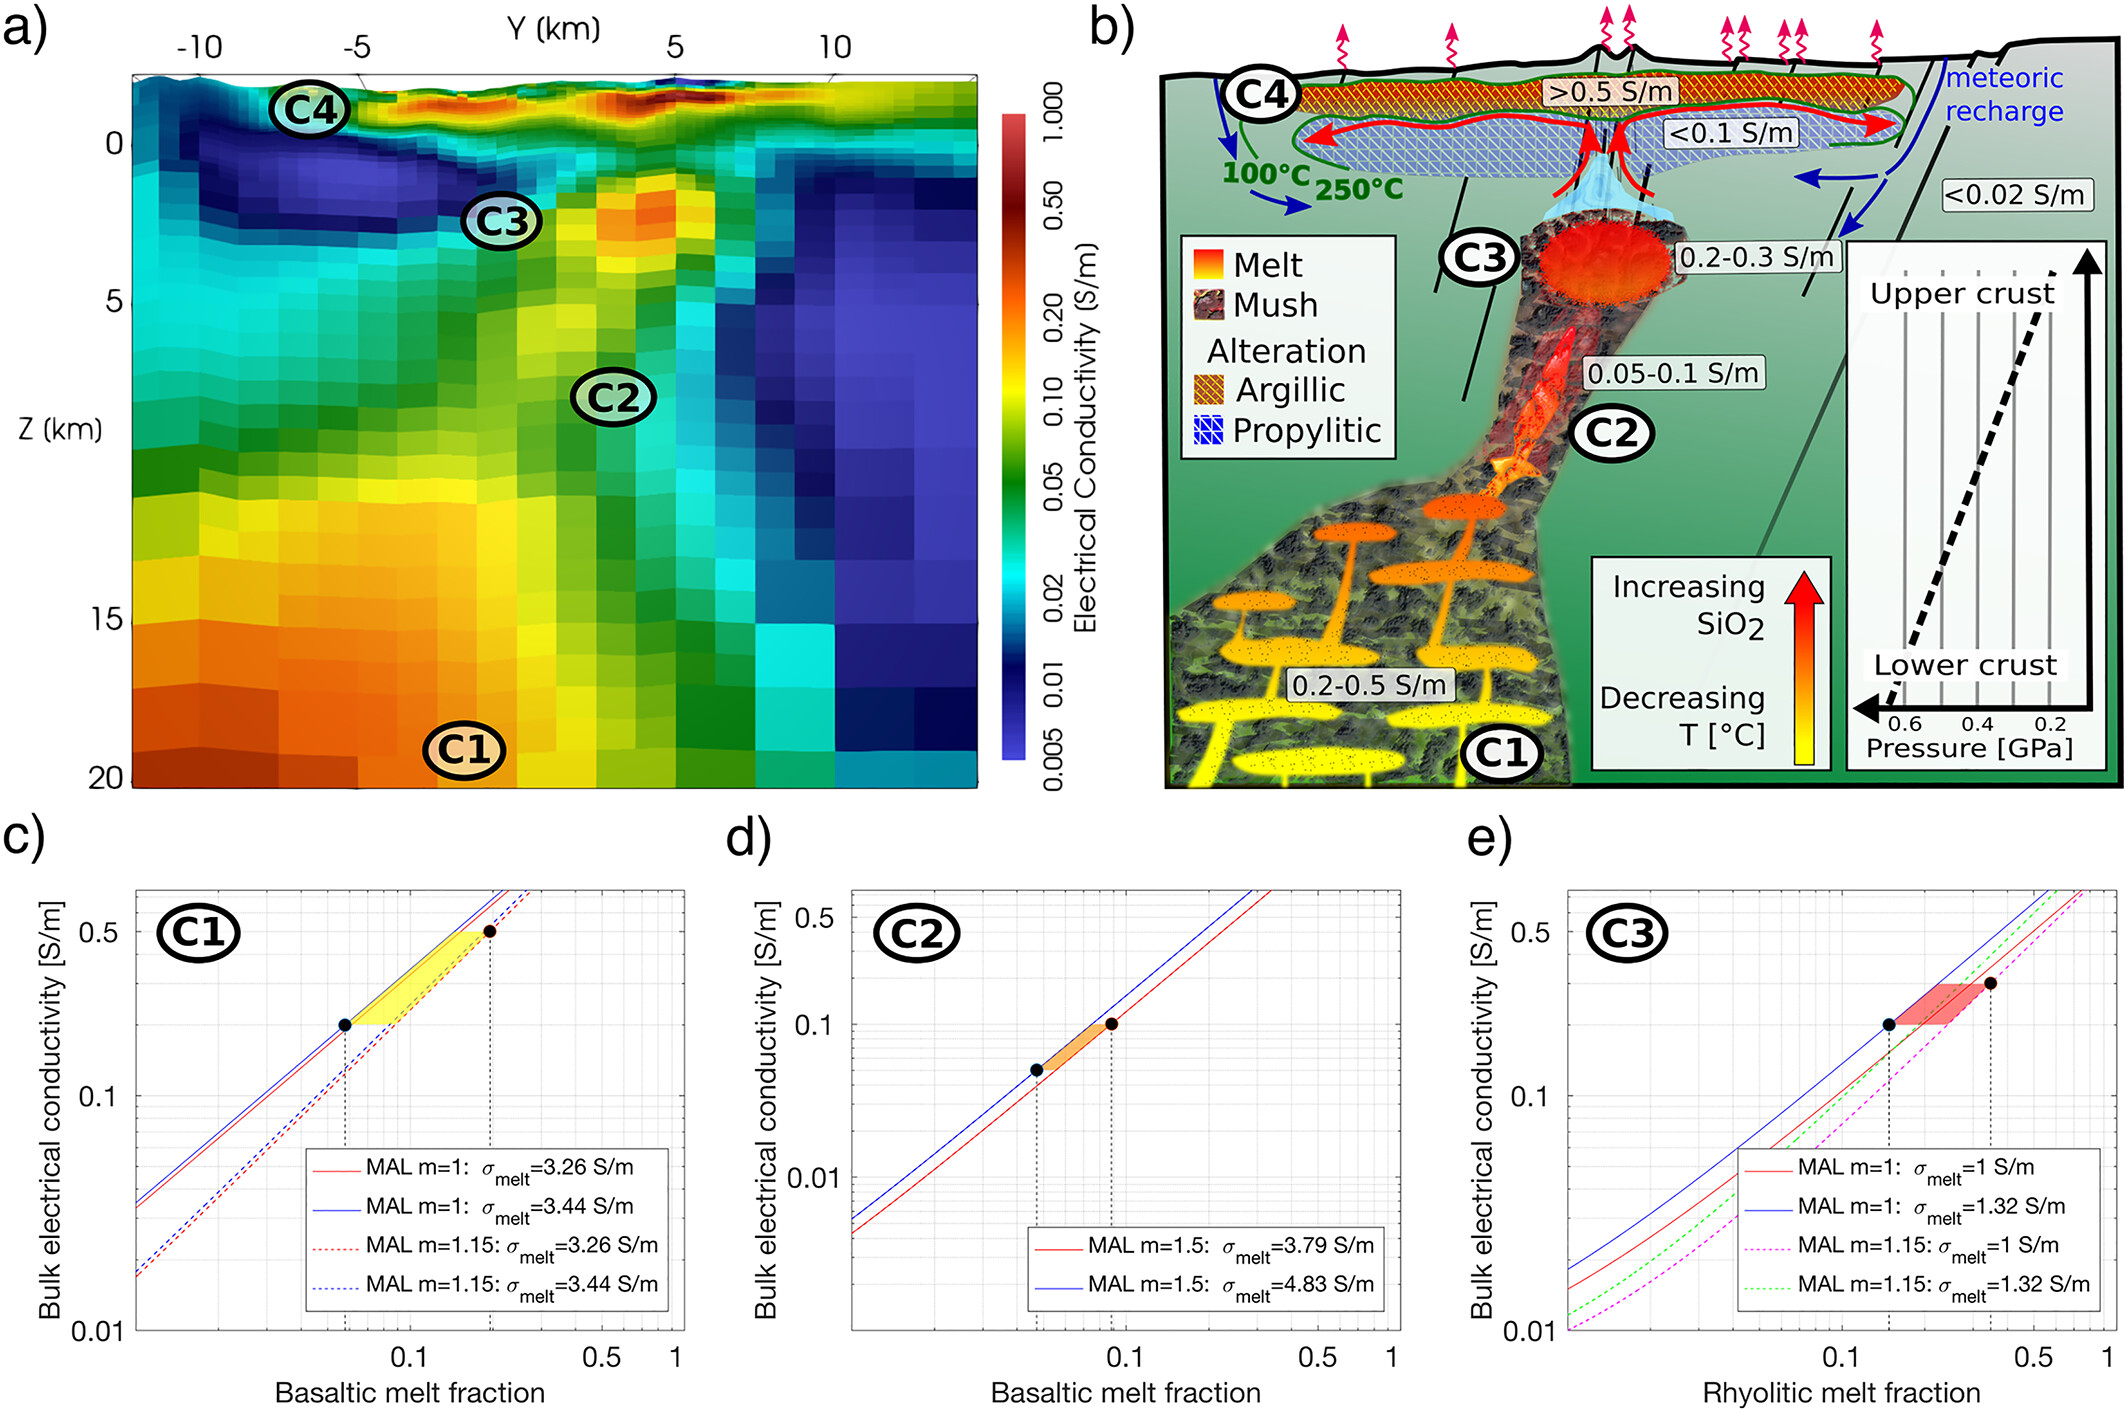 a)
Y (km)
-10
-5
5
10
0
5
15
20
Z (km)
C4
C3
C2
C1
1.000
0.50
0.20
0.10
0.05
0.02
0.01
0.005
Electrical Conductivity (S/m)
b)
C4
>0.5 S/m
<0.1 S/m
meteoric
recharge
100°C
250°C
<0.02 S/m
C3
0.2-0.3 S/m
Melt
Mush
Alteration
Argillic
Propylitic
0.05-0.1 S/m
C2
0.2-0.5 S/m
C1
Increasing
SiO2
Decreasing
T [°C]
Upper crust
Lower crust
0.6
0.4
0.2
Pressure [GPa]
c)
C1
Bulk electrical conductivity [S/m]
0.5
0.1
0.01
MAL m=1: σmelt=3.26 S/m
MAL m=1: σmelt=3.44 S/m
MAL m=1.15: σmelt=3.26 S/m
MAL m=1.15: σmelt=3.44 S/m
0.1
0.5
1
Basaltic melt fraction
d)
C2
Bulk electrical conductivity [S/m]
0.5
0.1
0.01
MAL m=1.5: σmelt=3.79 S/m
MAL m=1.5: σmelt=4.83 S/m
0.1
0.5
1
Basaltic melt fraction
e)
C3
Bulk electrical conductivity [S/m]
0.5
0.1
0.01
MAL m=1: σmelt=1 S/m
MAL m=1: σmelt=1.32 S/m
MAL m=1.15: σmelt=1 S/m
MAL m=1.15: σmelt=1.32 S/m
0.1
0.5
1
Rhyolitic melt fraction